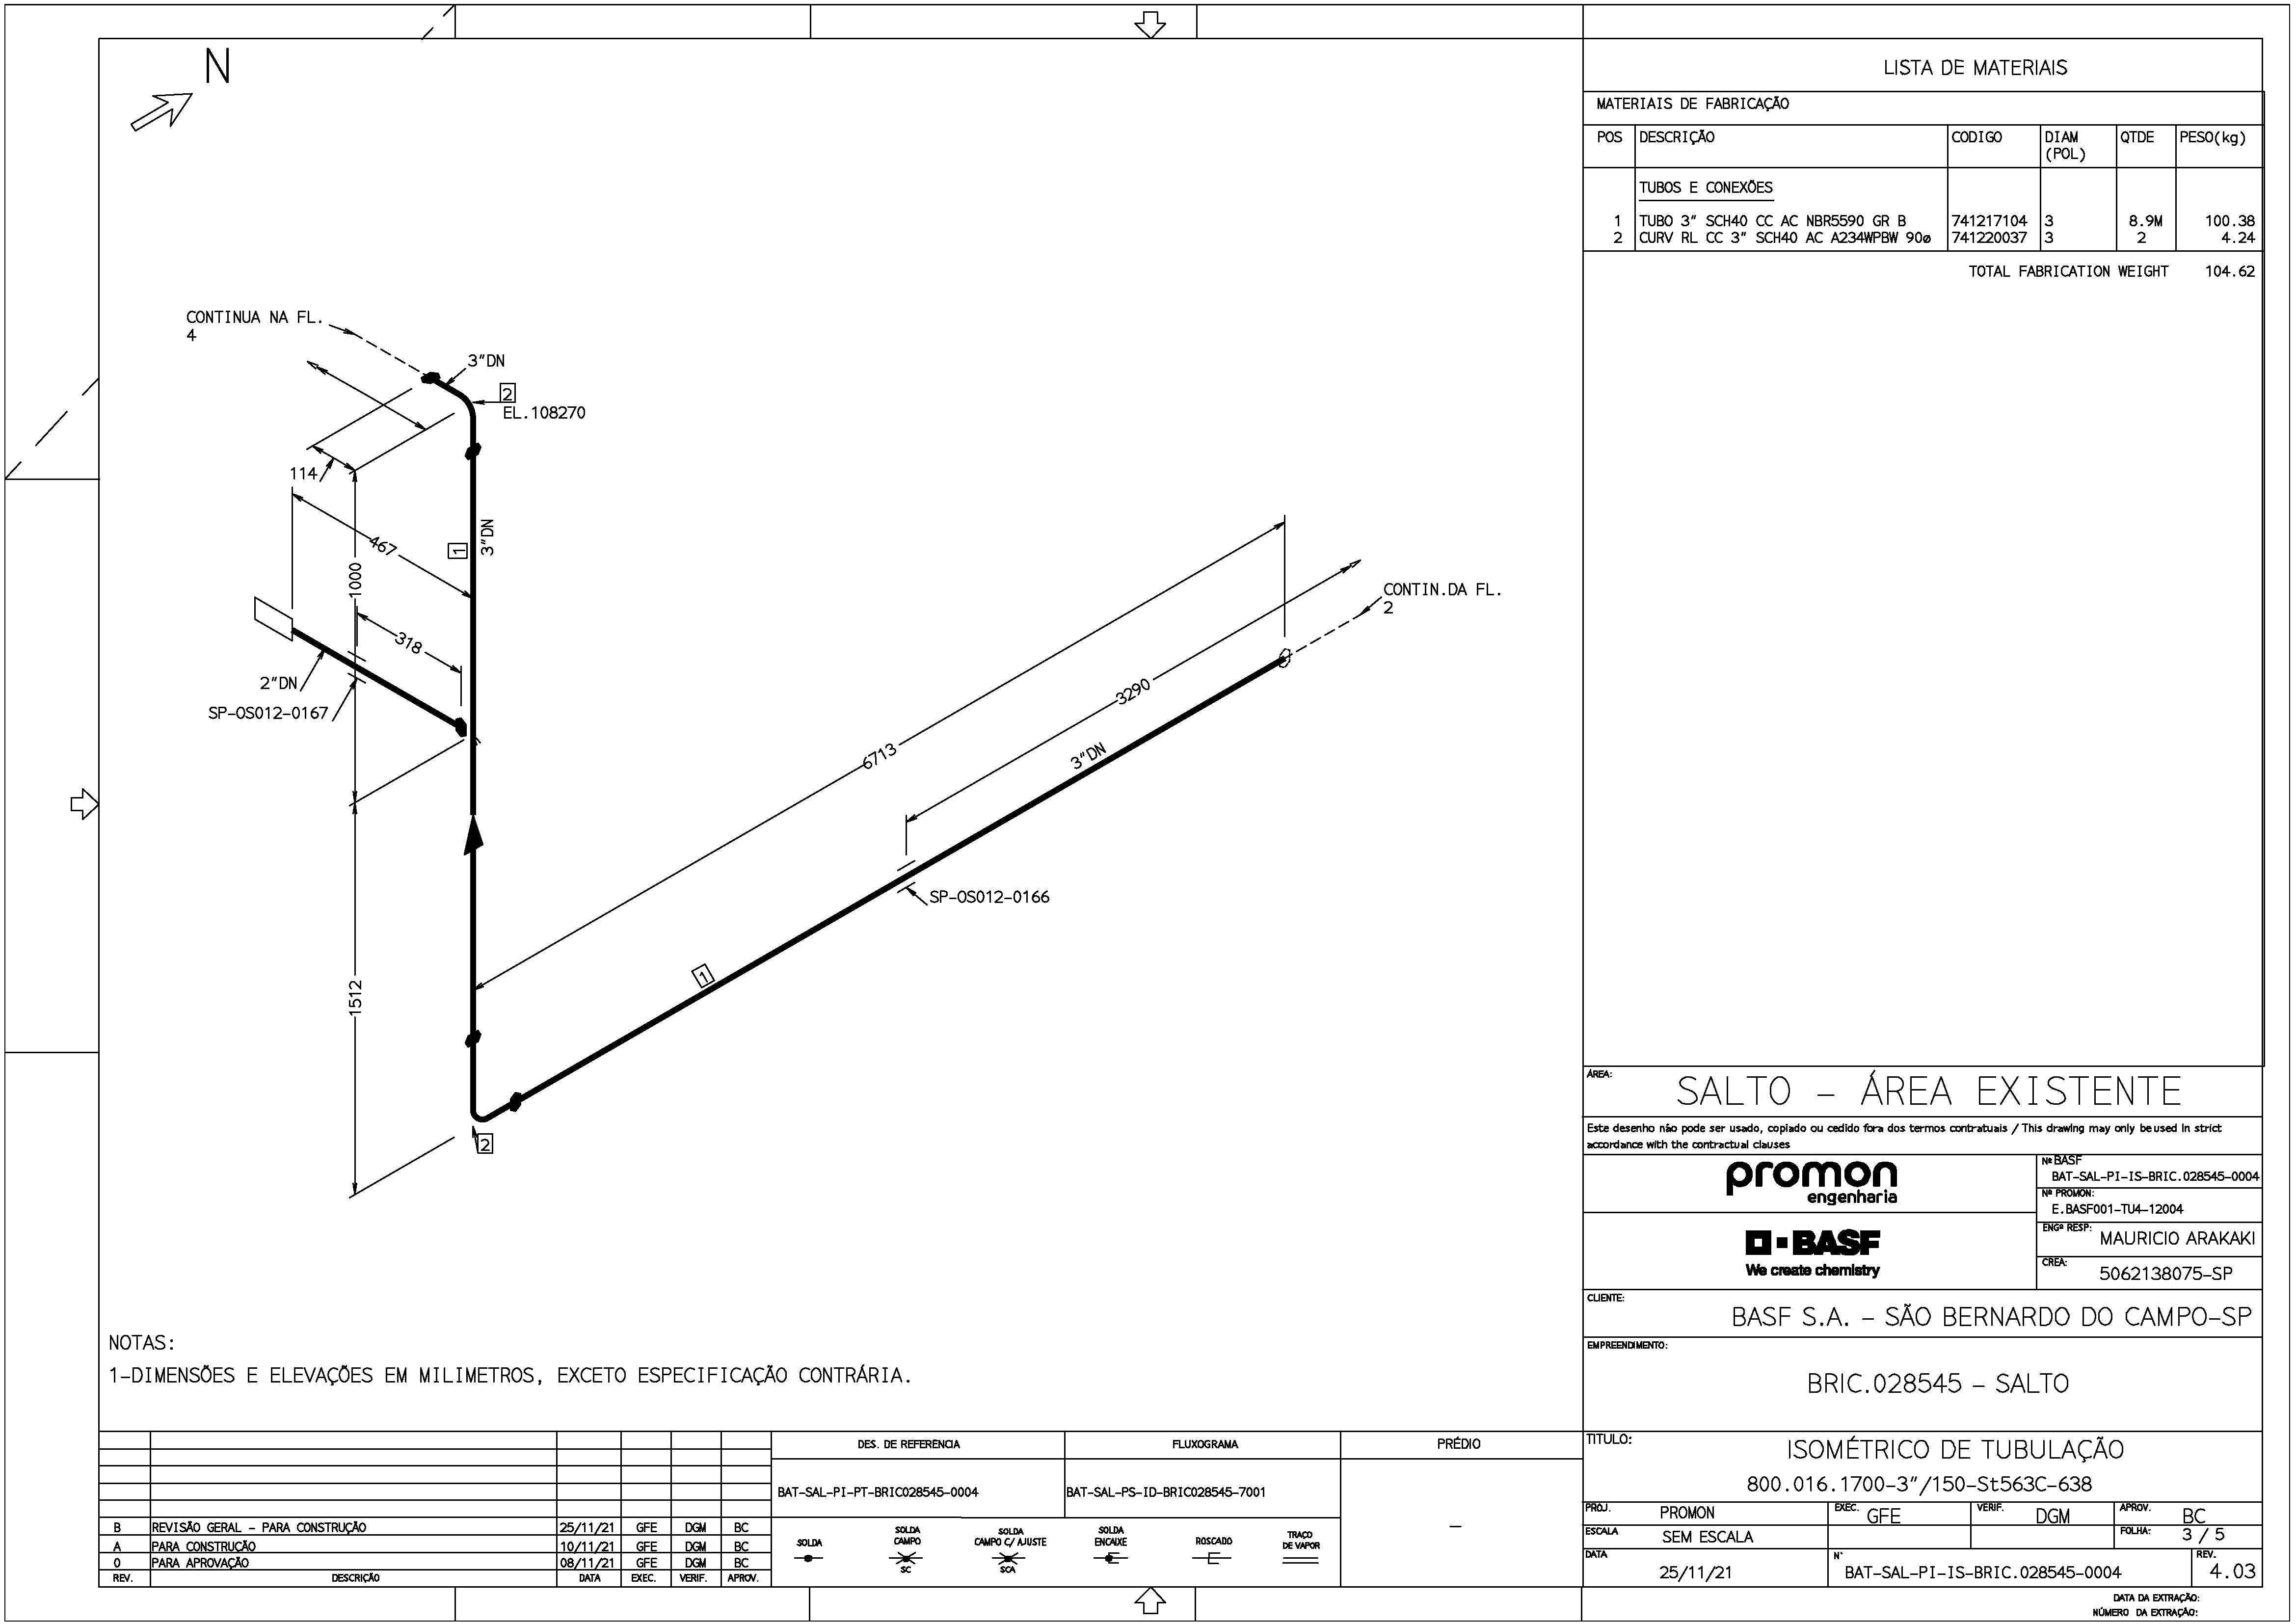 N
LISTA DE MATERIAIS
MATERIAIS DE FABRICAÇÃO
POS DESCRIÇÃO CODIGO DIAM (POL) QTDE PESO(kg)
TUBOS E CONEXÕES
1 TUBO 3" SCH40 CC AC NBR5590 GR B 741217104 3 8.9M 100.38
2 CURV RL CC 3" SCH40 AC A234WPBW 90ø 741220037 3 2 4.24
TOTAL FABRICATION WEIGHT 104.62
CONTINUA NA FL.
4
3"DN
2
EL.108270
114
467
1
3"DN
1000
318
2"DN
SP-OS012-0167
CONTIN.DA FL.
2
3290
6713
3"DN
SP-OS012-0166
1
1512
2
NOTAS:
1-DIMENSÕES E ELEVAÇÕES EM MILIMETROS, EXCETO ESPECIFICAÇÃO CONTRÁRIA.
ÁREA:
SALTO - ÁREA EXISTENTE
Este desenho não pode ser usado, copiado ou cedido fora dos termos contratuais / This drawing may only be used in strict
accordance with the contractual clauses
promon
engenharia
Nº BASF
BAT-SAL-PI-IS-BRIC.028545-0004
Nº PROMON:
E.BASF001-TU4-12004
BASF
We create chemistry
ENGº RESP:
MAURICIO ARAKAKI
CREA:
5062138075-SP
CLIENTE:
BASF S.A. - SÃO BERNARDO DO CAMPO-SP
EMPREENDIMENTO:
BRIC.028545 - SALTO
TITULO:
ISOMÉTRICO DE TUBULAÇÃO
800.016.1700-3"/150-St563C-638
PROJ. PROMON EXEC. GFE VERIF. DGM APROV. BC
ESCALA SEM ESCALA FOLHA: 3 / 5
DATA 25/11/21 N° BAT-SAL-PI-IS-BRIC.028545-0004 REV. 4.03
DATA DA EXTRAÇÃO:
NÚMERO DA EXTRAÇÃO:
DES. DE REFERÊNCIA FLUXOGRAMA PRÉDIO
BAT-SAL-PI-PT-BRIC028545-0004 BAT-SAL-PS-ID-BRIC028545-7001 -
B REVISÃO GERAL - PARA CONSTRUÇÃO 25/11/21 GFE DGM BC
A PARA CONSTRUÇÃO 10/11/21 GFE DGM BC
0 PARA APROVAÇÃO 08/11/21 GFE DGM BC
REV. DESCRIÇÃO DATA EXEC. VERIF. APROV.
SOLDA
SOLDA CAMPO
SC
SOLDA CAMPO C/ AJUSTE
SCA
SOLDA ENCAIXE
ROSCADO
TRAÇO DE VAPOR